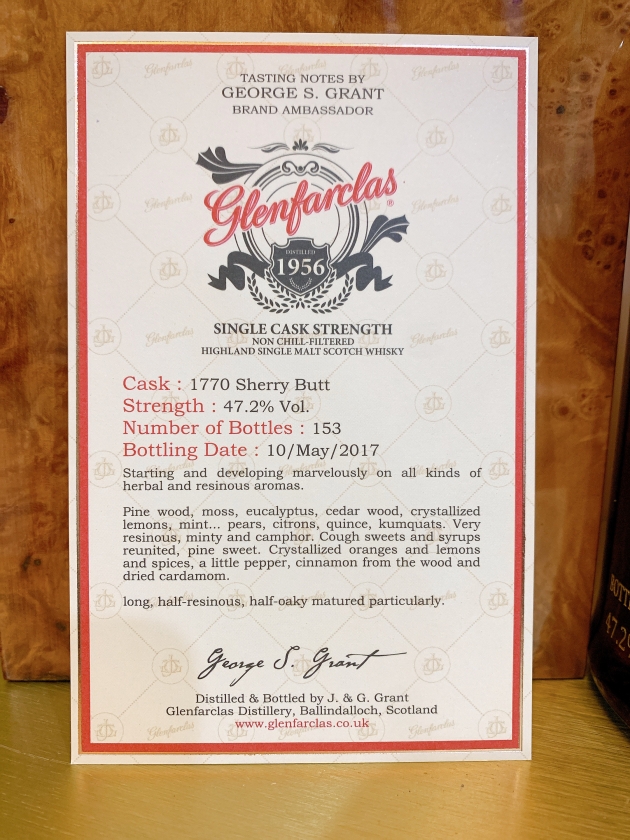 TASTING NOTES BY
GEORGE S. GRANT
BRAND AMBASSADOR
Glenfarclas®
DISTILLED
1956
SINGLE CASK STRENGTH
NON CHILL-FILTERED
HIGHLAND SINGLE MALT SCOTCH WHISKY
Cask : 1770 Sherry Butt
Strength : 47.2% Vol.
Number of Bottles : 153
Bottling Date : 10/May/2017
Starting and developing marvelously on all kinds of
herbal and resinous aromas.
Pine wood, moss, eucalyptus, cedar wood, crystallized
lemons, mint... pears, citrons, quince, kumquats. Very
resinous, minty and camphor. Cough sweets and syrups
reunited, pine sweet. Crystallized oranges and lemons
and spices, a little pepper, cinnamon from the wood and
dried cardamom.
long, half-resinous, half-oaky matured particularly.
George S. Grant
Distilled & Bottled by J. & G. Grant
Glenfarclas Distillery, Ballindalloch, Scotland
www.glenfarclas.co.uk
47.2